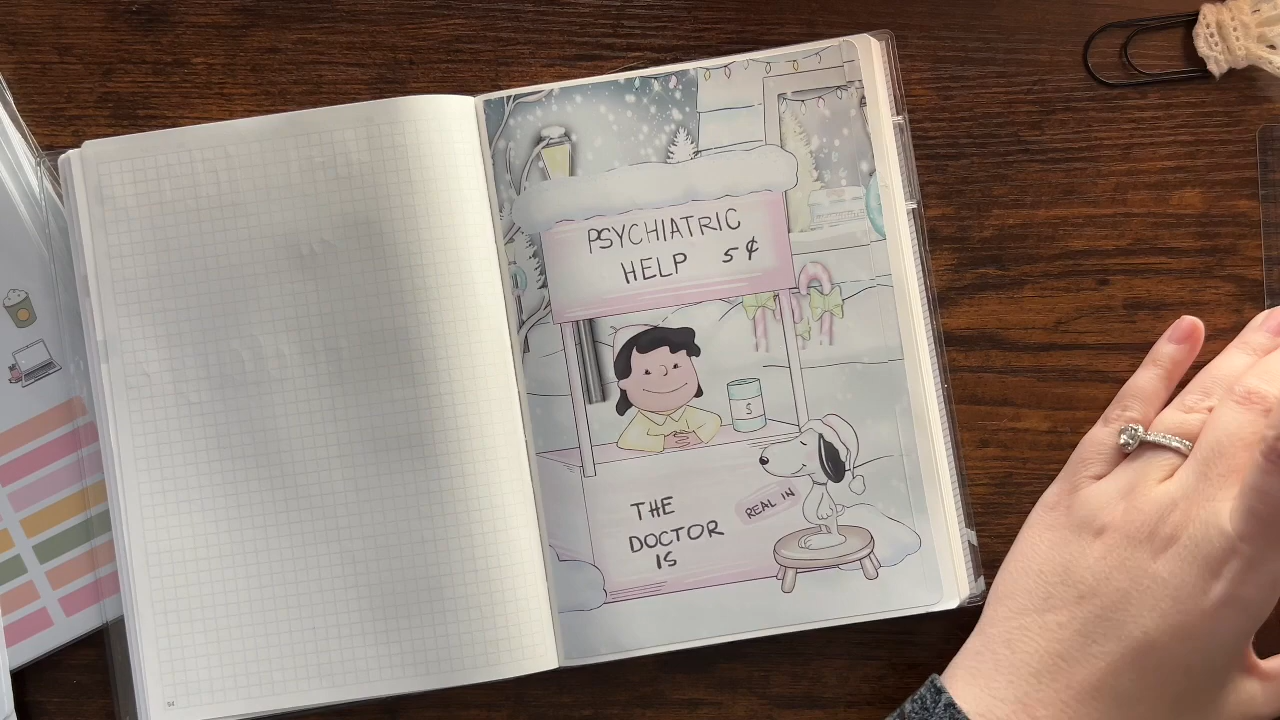 PSYCHIATRIC
HELP 5¢
$
THE
DOCTOR
IS
REAL IN